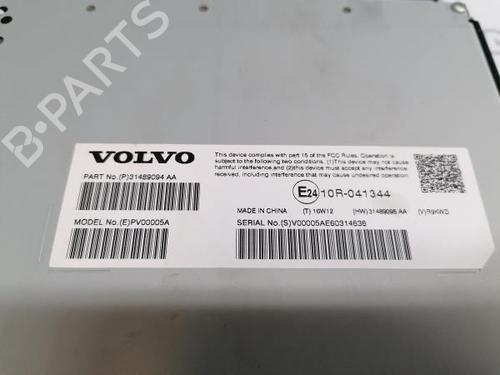 B-PARTS
VOLVO
This device complies with part 15 of the FCC Rules. Operation is
subject to the following two conditions. (1)This device may not cause
harmful interference,and (2)this device must accept any interference
received, including interference that may cause undesired operation.
PART No.(P)31489094 AA
E24 10R-041344
MADE IN CHINA (T) 16W12 (HW)31489095 AA
MODEL No.(E)PV00005A
SERIAL No.(S)V00005AE60314636